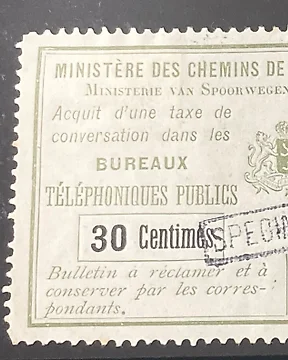 MINISTÈRE DES CHEMINS DE
MINISTERIE VAN SPOORWEGEN
Acquit d'une taxe de
conversation dans les
BUREAUX
TÉLÉPHONIQUES PUBLICS
30 Centimes
SPECIM
Bulletin à réclamer et à
conserver par les corres-
pondants.